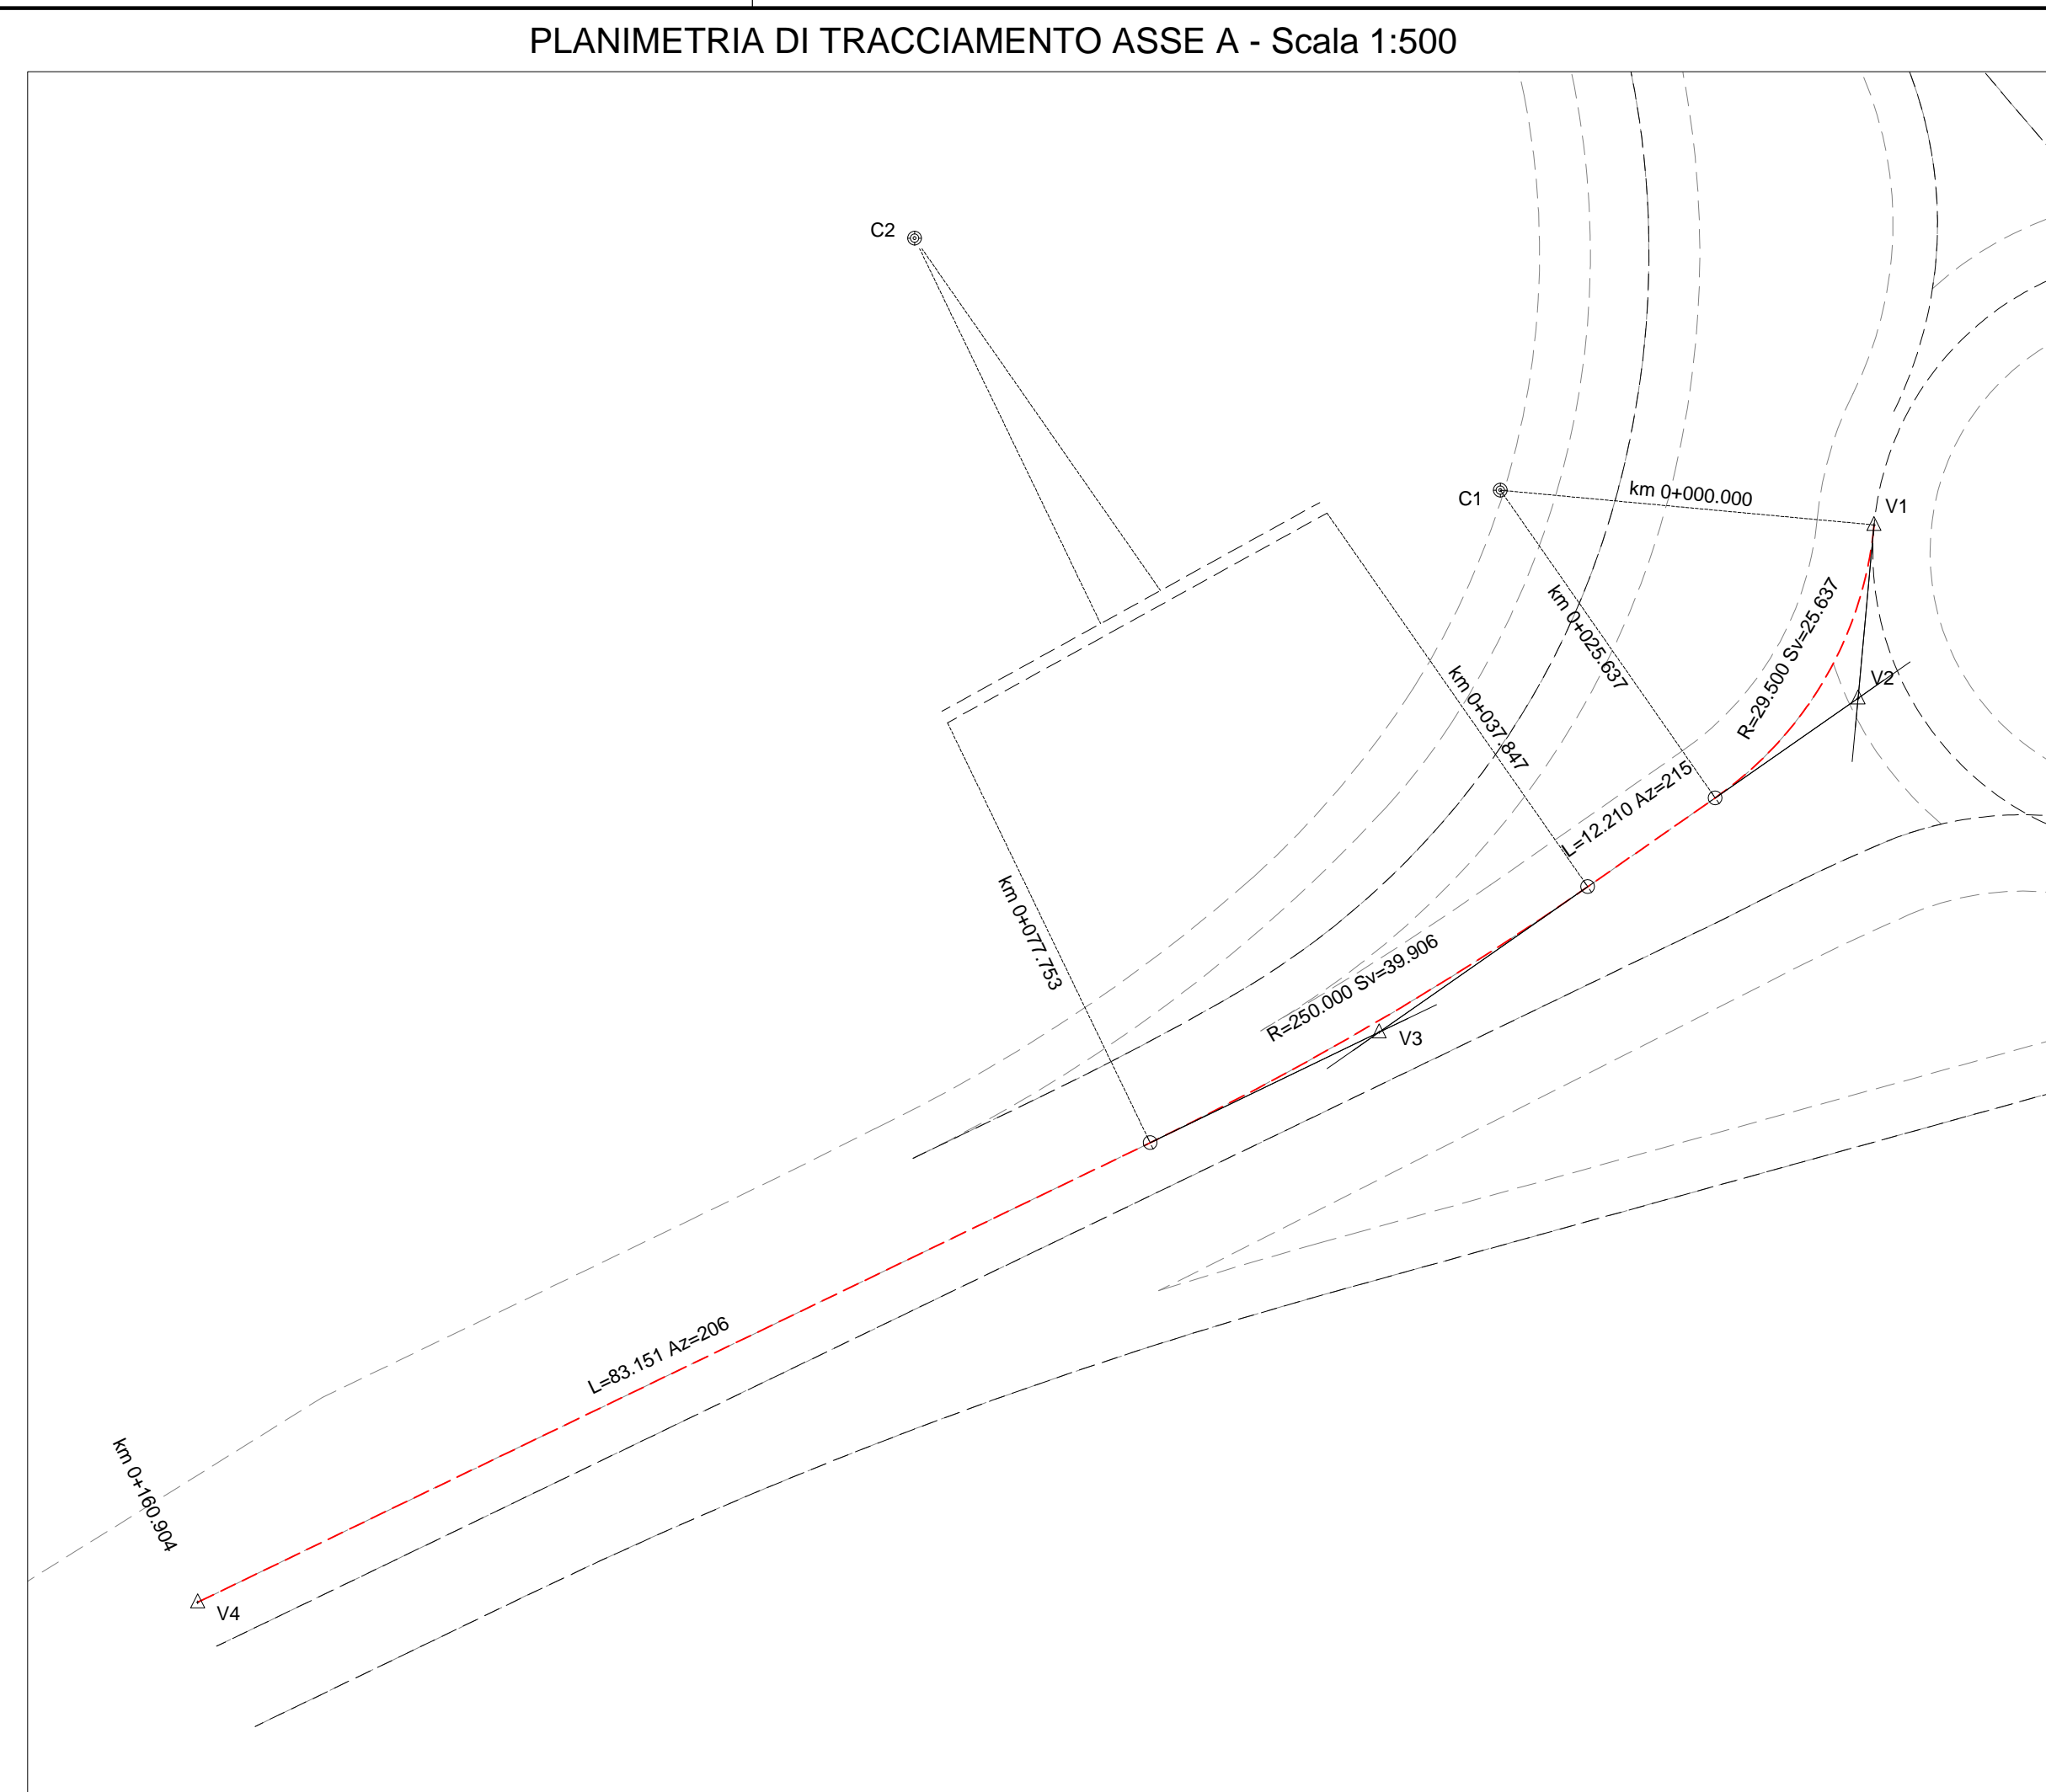 PLANIMETRIA DI TRACCIAMENTO ASSE A - Scala 1:500
C2
C1
km 0+000.000
V1
km 0+025.637
R=29.500 Sv=25.637
V2
km 0+037.847
L=12.210 Az=215
km 0+077.753
R=250.000 Sv=39.906
V3
L=83.151 Az=206
km 0+160.904
V4